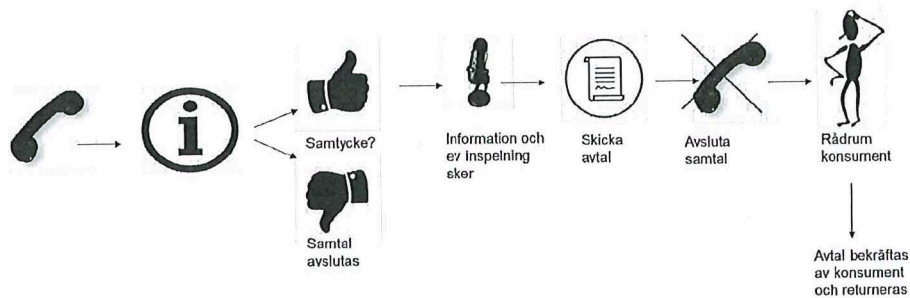 i
Samtycke?
Samtal
avslutas
Information och
ev inspelning
sker
Skicka
avtal
Avsluta
samtal
Rådrum
konsument
Avtal bekräftas
av konsument
och returneras